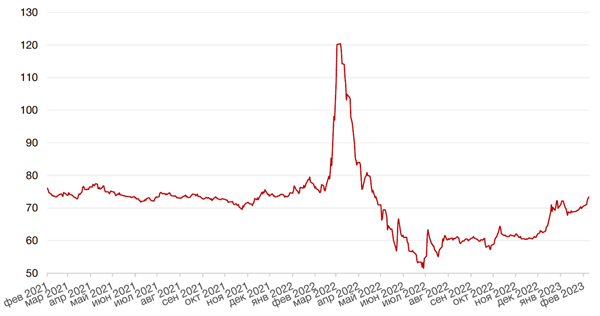 130
120
110
100
90
80
70
60
50
фев 2021
мар 2021
апр 2021
май 2021
июн 2021
июл 2021
авг 2021
сен 2021
окт 2021
ноя 2021
дек 2021
янв 2022
фев 2022
мар 2022
апр 2022
май 2022
июн 2022
июл 2022
авг 2022
сен 2022
окт 2022
ноя 2022
дек 2022
янв 2023
фев 2023